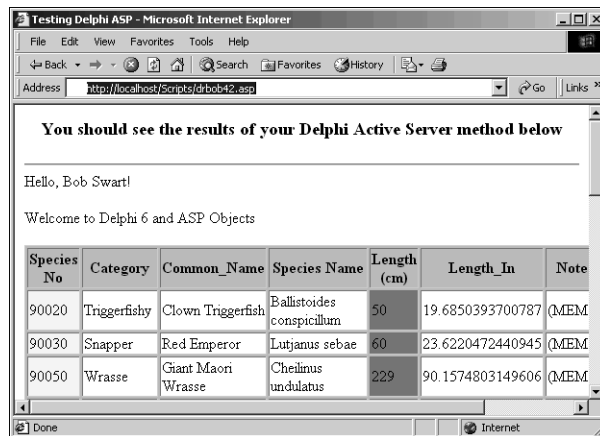 Testing Delphi ASP - Microsoft Internet Explorer
File Edit View Favorites Tools Help
Back Search Favorites History
Address http://localhost/Scripts/drbob42.asp Go Links »
You should see the results of your Delphi Active Server method below
Hello, Bob Swart!
Welcome to Delphi 6 and ASP Objects
Species No Category Common_Name Species Name Length (cm) Length_In Note
90020 Triggerfishy Clown Triggerfish Ballistoides conspicillum 50 19.6850393700787 (MEM
90030 Snapper Red Emperor Lutjanus sebae 60 23.6220472440945 (MEM
90050 Wrasse Giant Maori Wrasse Cheilinus undulatus 229 90.1574803149606 (MEM
Done Internet